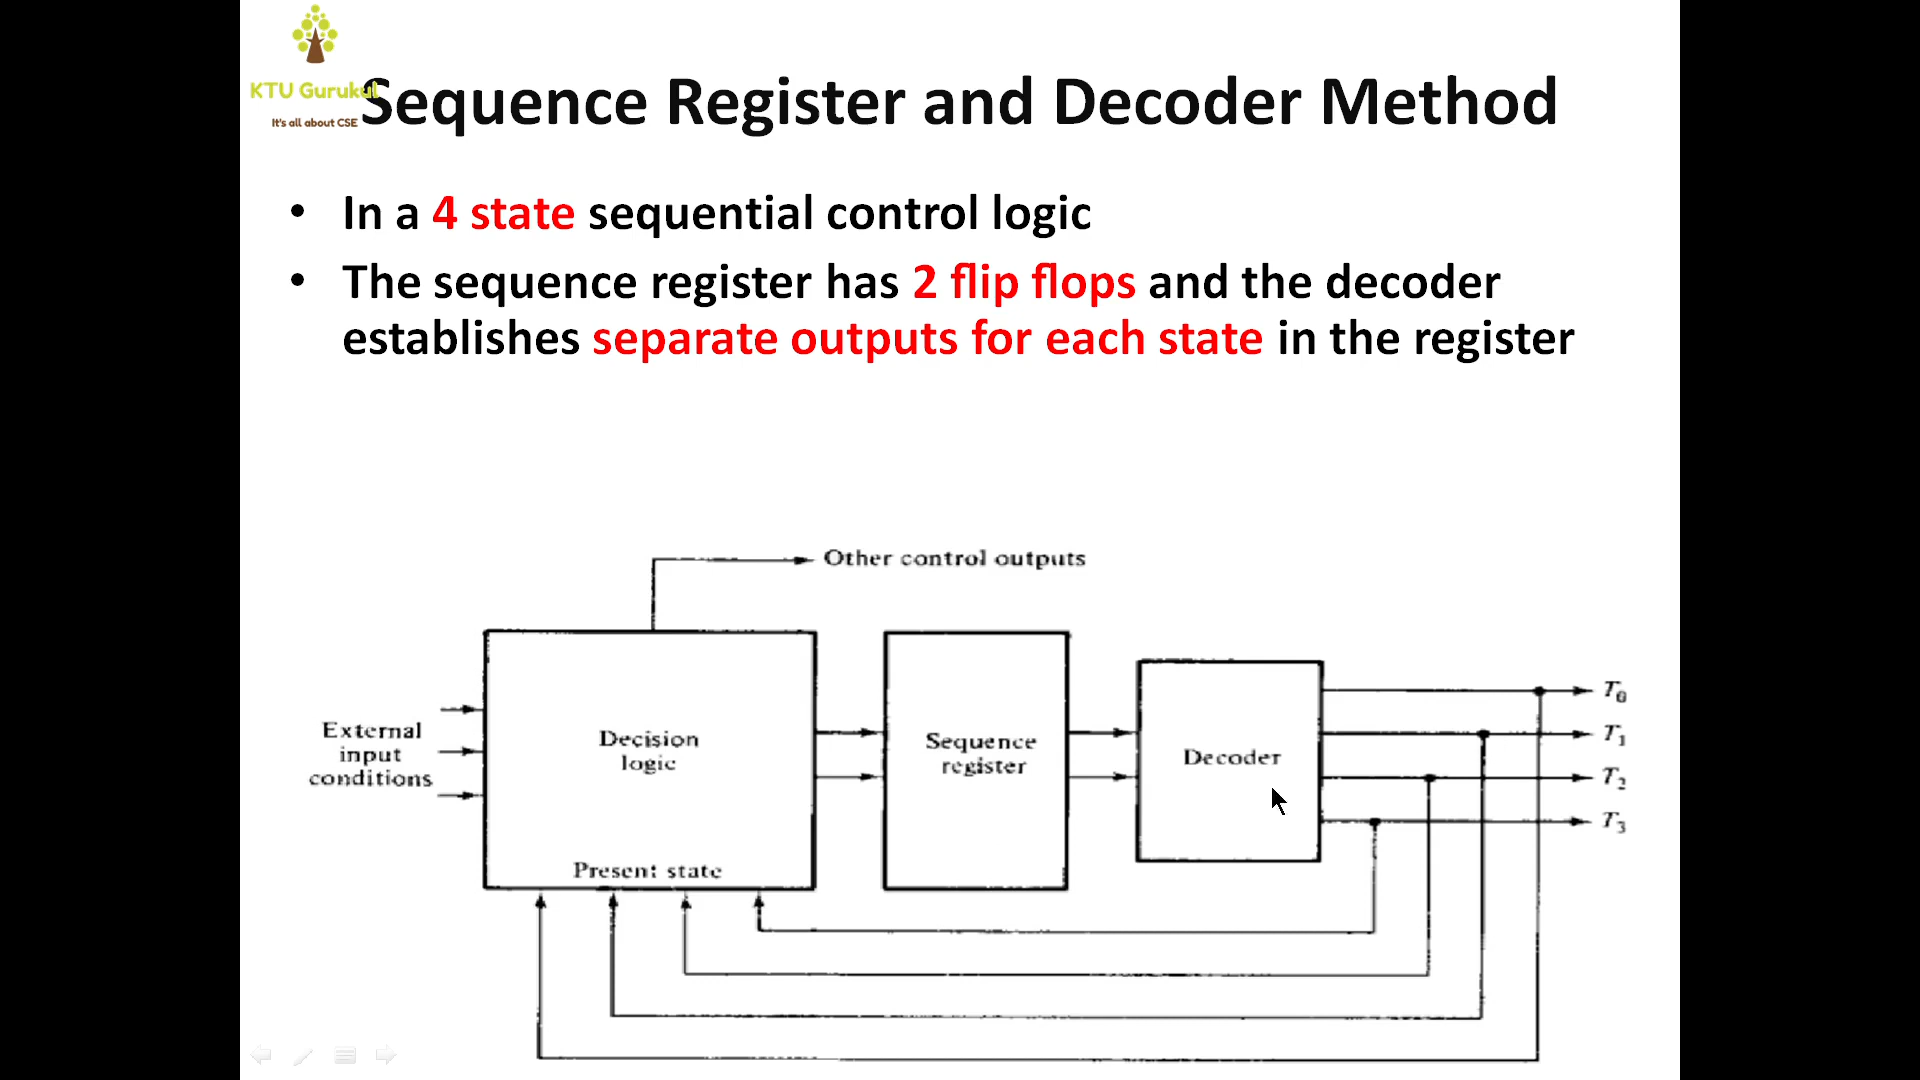 KTU Gurukul
It's all about CSE
Sequence Register and Decoder Method
• In a 4 state sequential control logic
• The sequence register has 2 flip flops and the decoder
establishes separate outputs for each state in the register
Other control outputs
External
input
conditions
Decision
logic
Present state
Sequence
register
Decoder
T0
T1
T2
T3